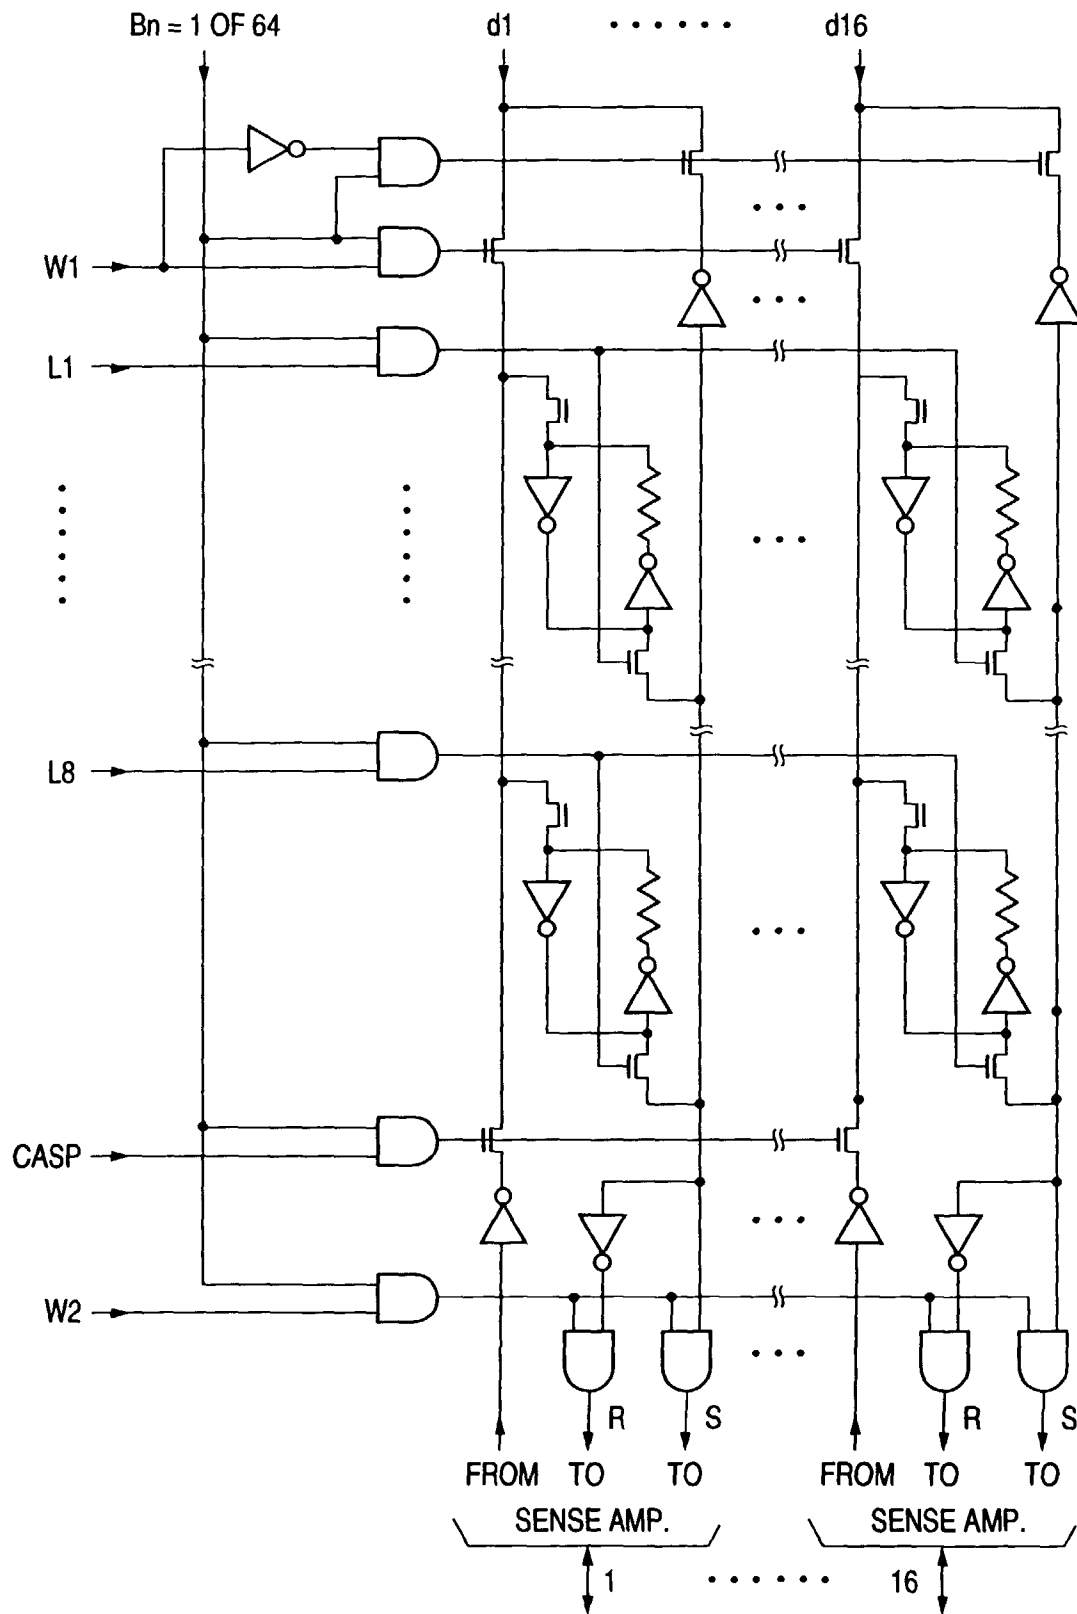 Bn = 1 OF 64 d1 d16
W1
L1
L8
CASP
W2
R S R S
FROM TO TO FROM TO TO
SENSE AMP. SENSE AMP.
1 16